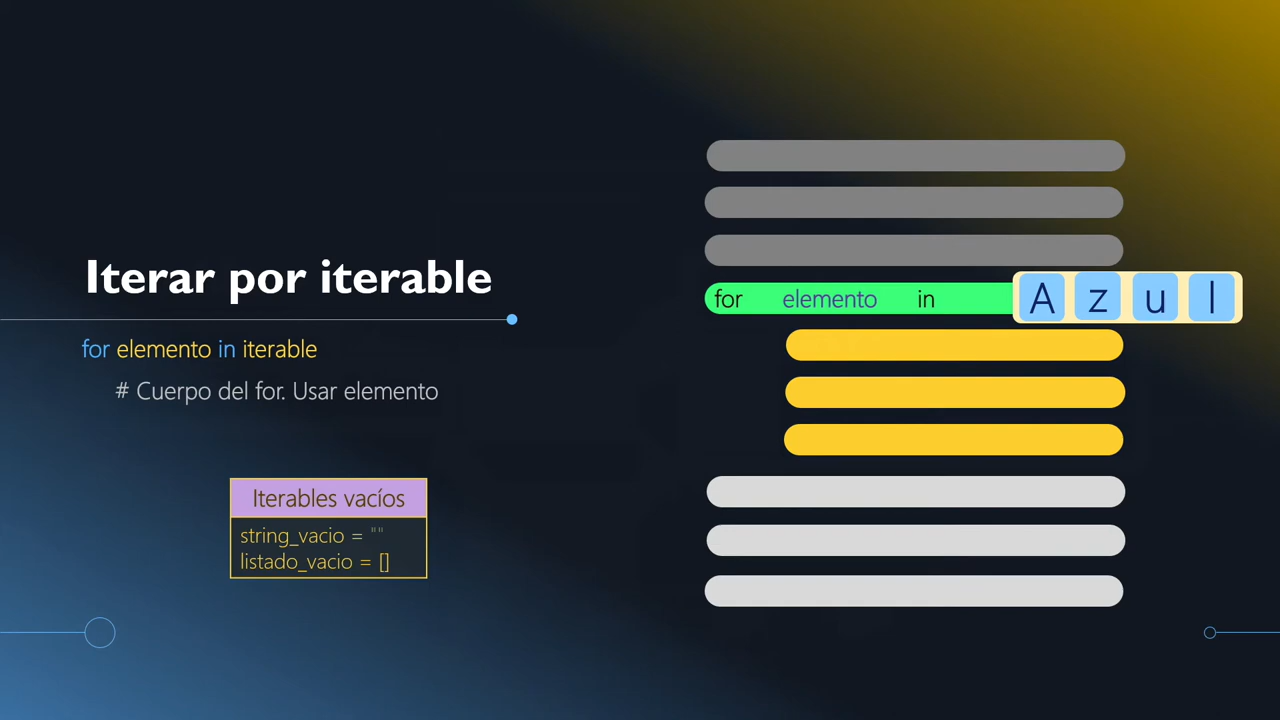 Iterar por iterable
for elemento in iterable
# Cuerpo del for. Usar elemento
Iterables vacíos
string_vacio = ""
listado_vacio = []
for elemento in A z u l